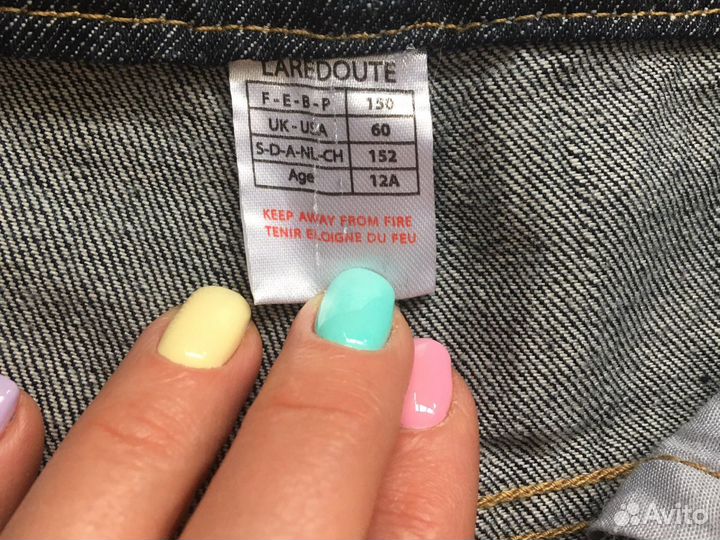 LAREDOUTE
F-E-B-P 150
UK-USA 60
S-D-A-NL-CH 152
Age 12A
KEEP AWAY FROM FIRE
TENIR ELOIGNE DU FEU
Avito